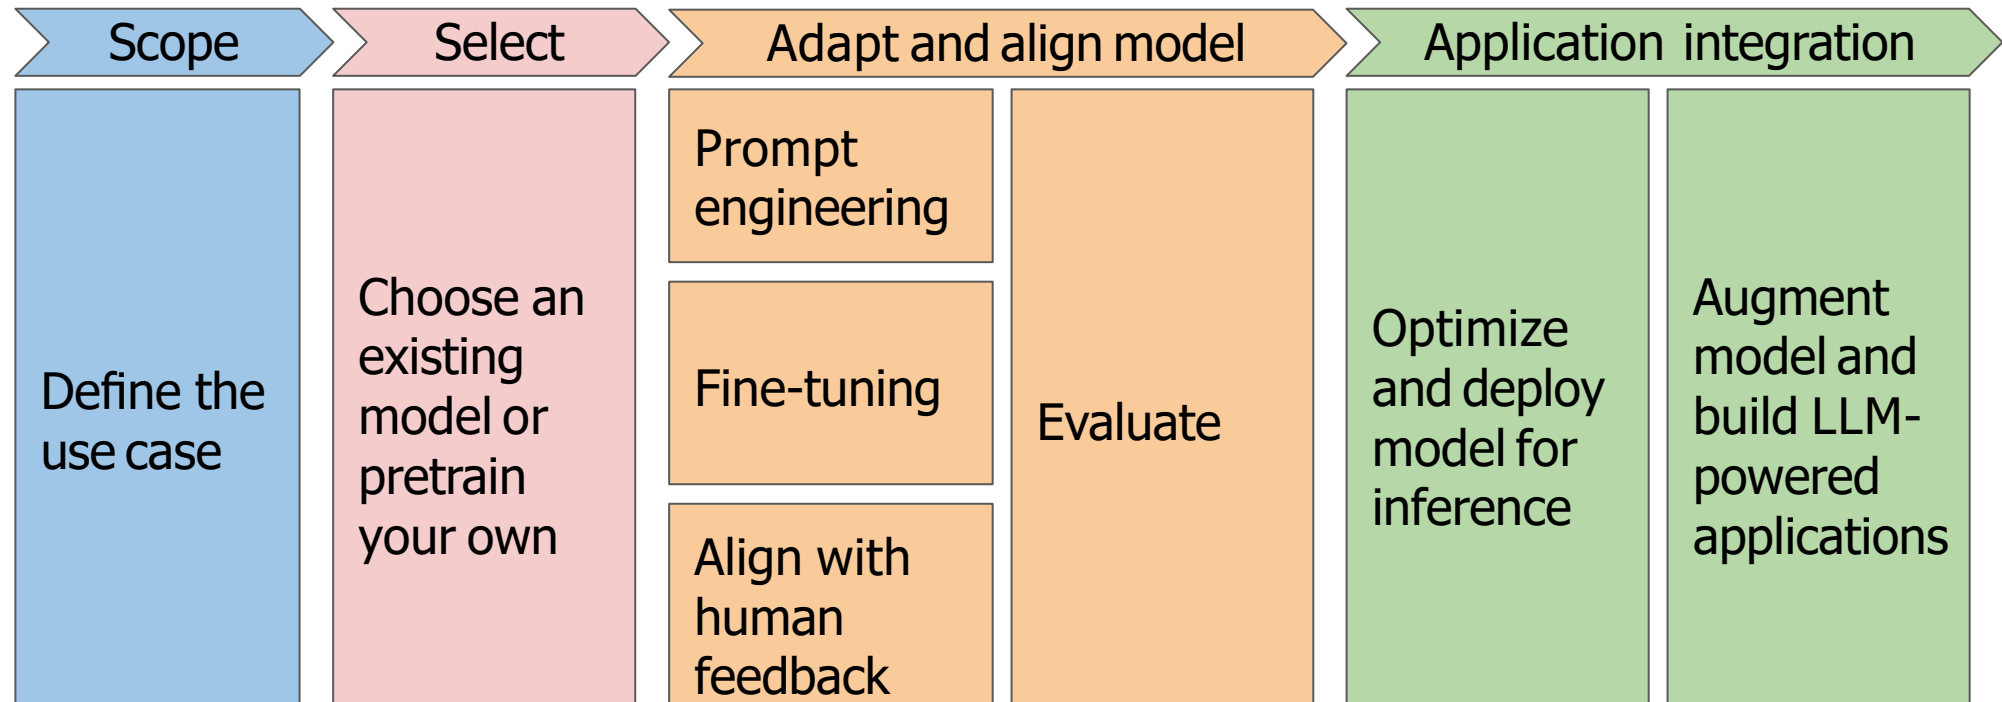 Scope
Select
Adapt and align model
Application integration
Define the
use case
Choose an
existing
model or
pretrain
your own
Prompt
engineering
Fine-tuning
Align with
human
feedback
Evaluate
Optimize
and deploy
model for
inference
Augment
model and
build LLM-
powered
applications